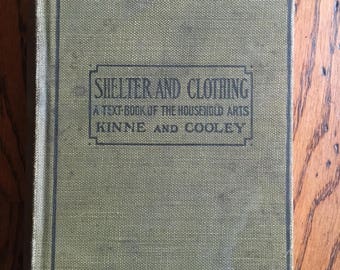 SHELTER AND CLOTHING
A TEXT-BOOK OF THE HOUSEHOLD ARTS
KINNE AND COOLEY